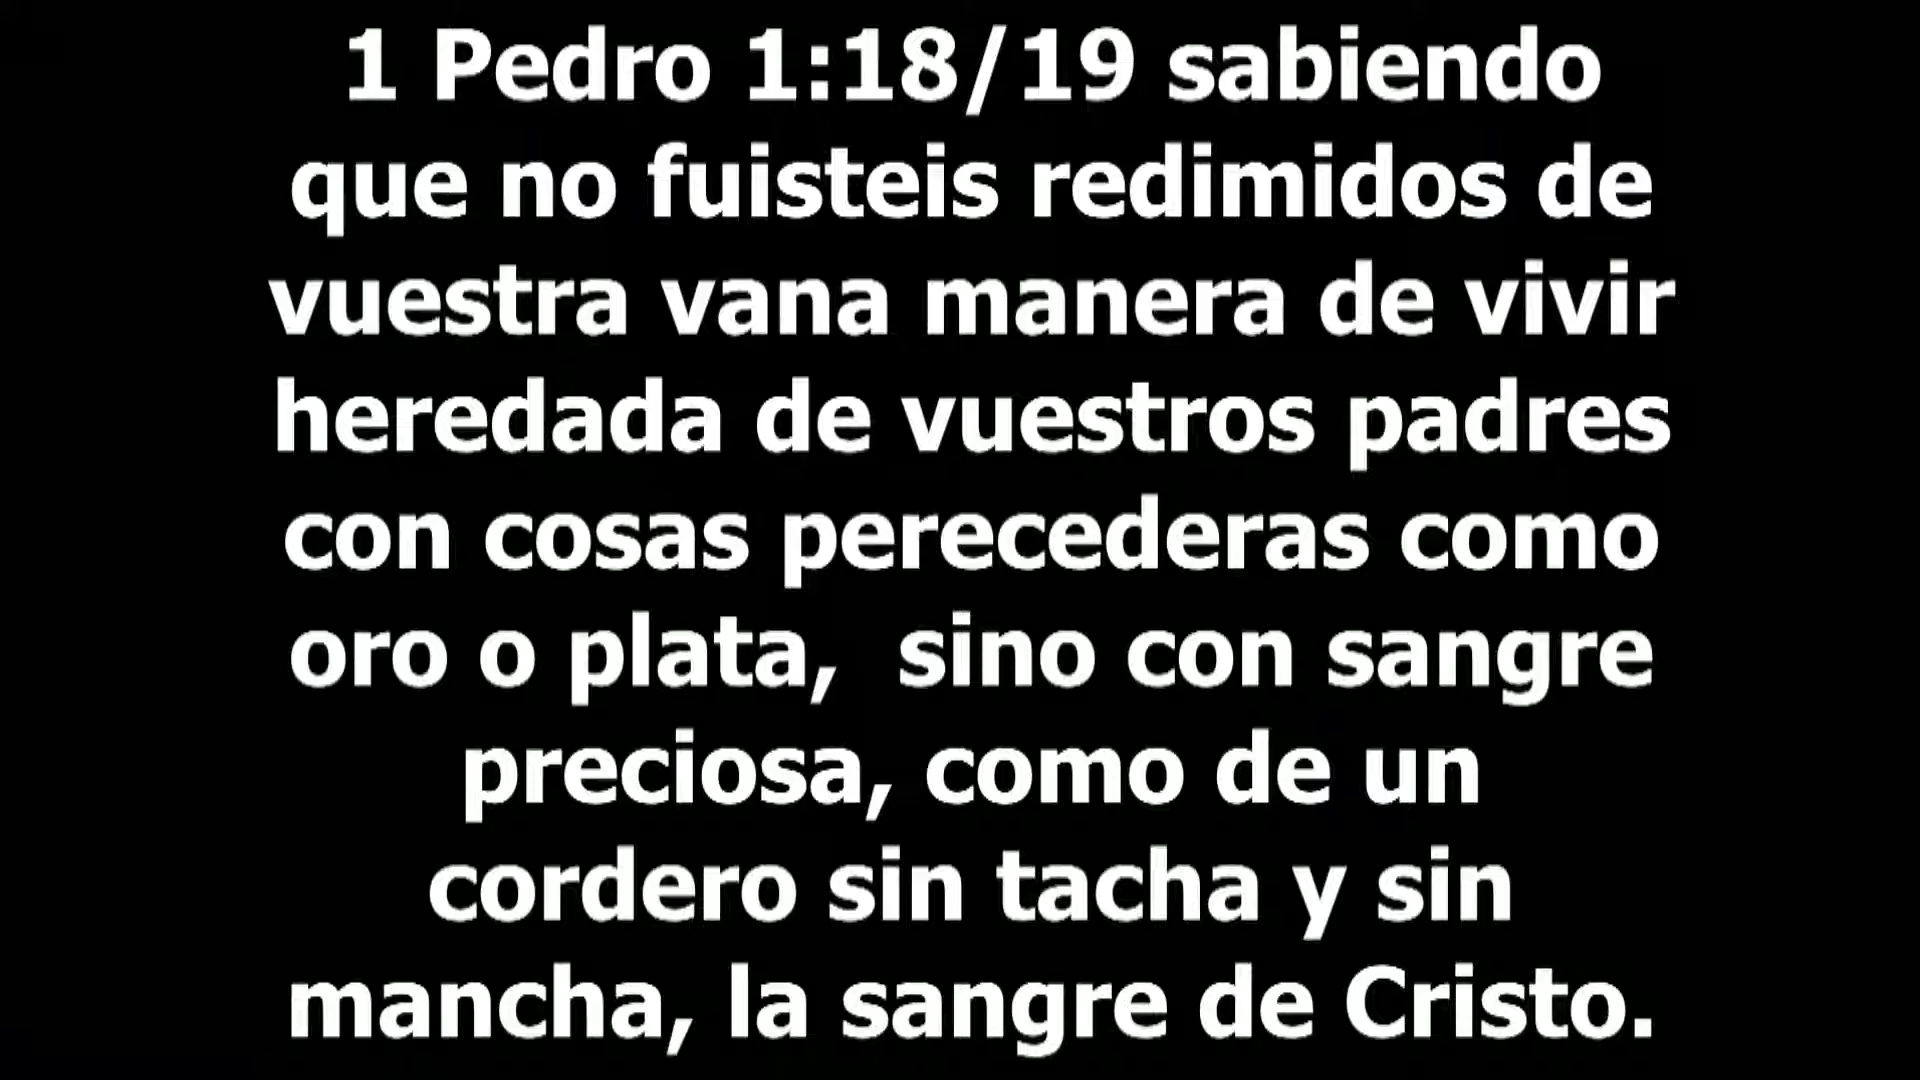 1 Pedro 1:18/19 sabiendo
que no fuisteis redimidos de
vuestra vana manera de vivir
heredada de vuestros padres
con cosas perecederas como
oro o plata,  sino con sangre
preciosa, como de un
cordero sin tacha y sin
mancha, la sangre de Cristo.